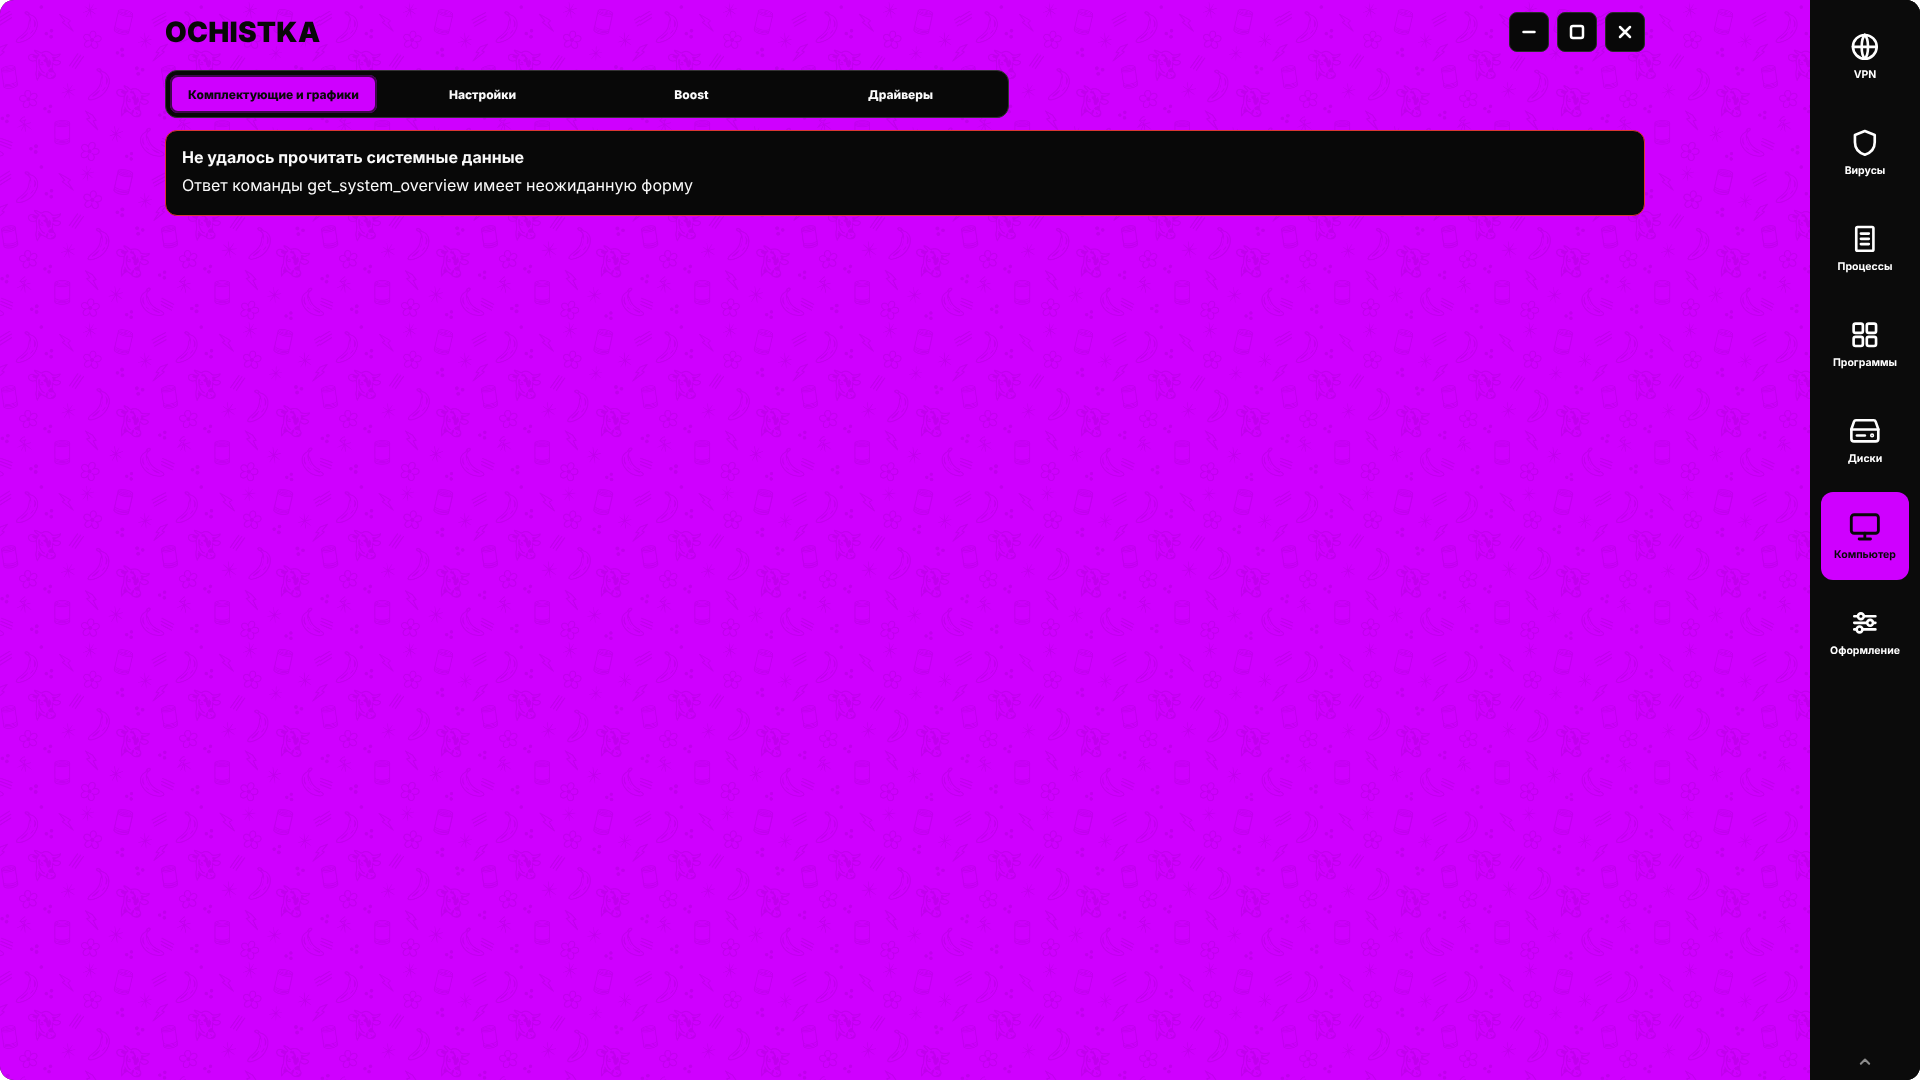 OCHISTKA
Комплектующие и графики
Настройки
Boost
Драйверы
Не удалось прочитать системные данные
Ответ команды get_system_overview имеет неожиданную форму
VPN
Вирусы
Процессы
Программы
Диски
Компьютер
Оформление